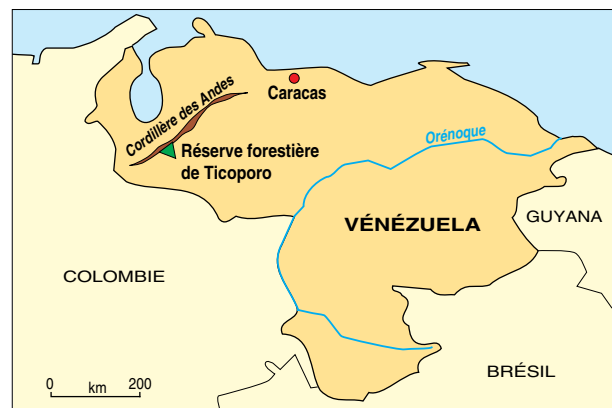 Caracas
Cordillère des Andes
Orénoque
Réserve forestière
de Ticoporo
VÉNÉZUELA
GUYANA
COLOMBIE
BRÉSIL
0 200
km